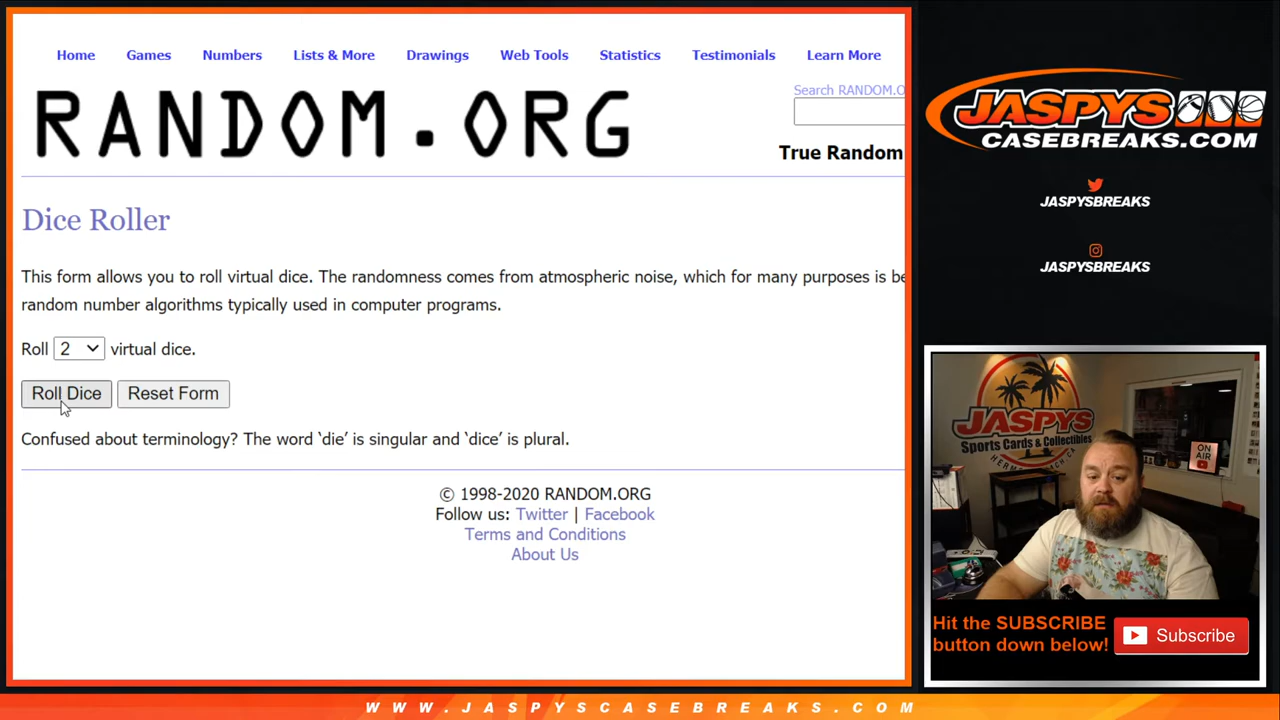 Home Games Numbers Lists & More Drawings Web Tools Statistics Testimonials Learn More
Search RANDOM.O
RANDOM.ORG
True Random
Dice Roller
This form allows you to roll virtual dice. The randomness comes from atmospheric noise, which for many purposes is be
random number algorithms typically used in computer programs.
Roll 2 virtual dice.
Roll Dice Reset Form
Confused about terminology? The word ‘die’ is singular and ‘dice’ is plural.
© 1998-2020 RANDOM.ORG
Follow us: Twitter | Facebook
Terms and Conditions
About Us
JASPYS
CASEBREAKS.COM
JASPYSBREAKS
JASPYSBREAKS
JASPYS
Sports Cards & Collectibles
ON
AIR
Hit the SUBSCRIBE
button down below!
Subscribe
WWW.JASPYSCASEBREAKS.COM